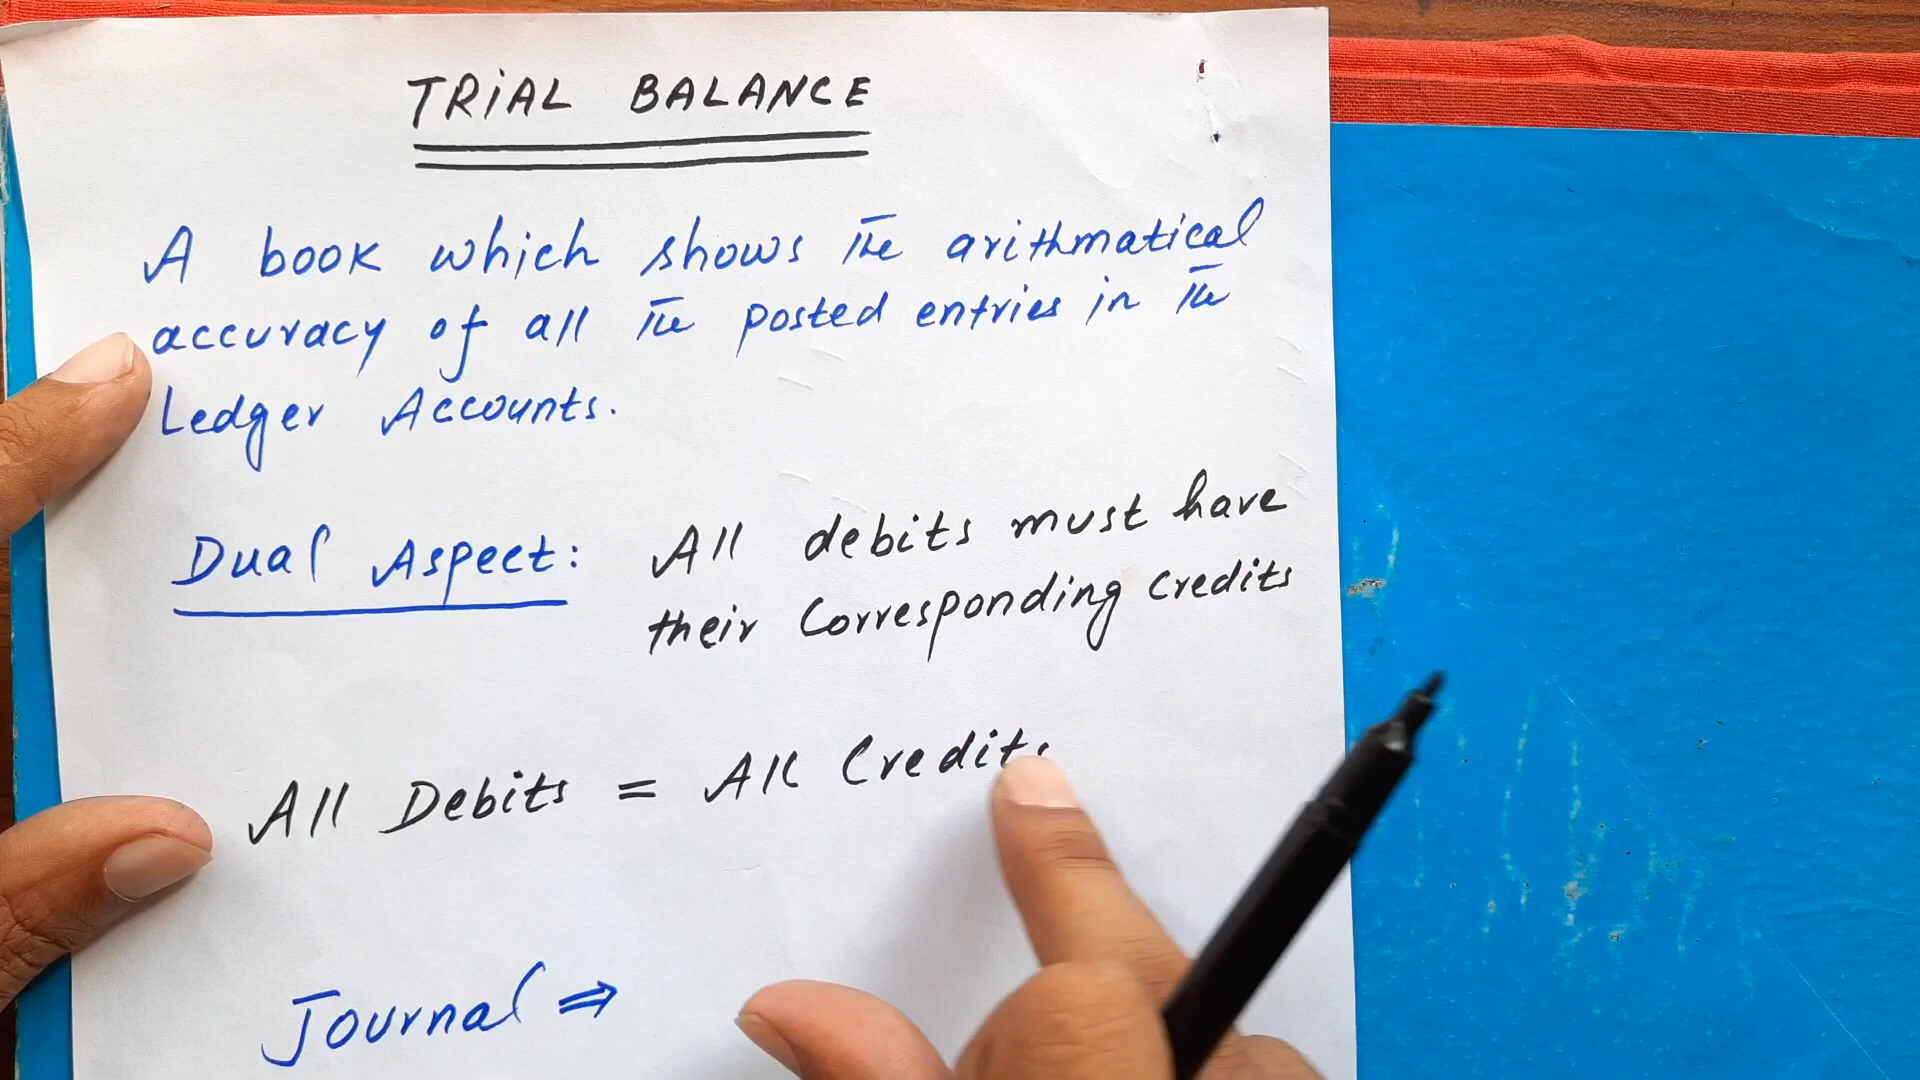 TRIAL BALANCE
A book which shows the arithmatical
accuracy of all the posted entries in the
Ledger Accounts.
Dual Aspect: All debits must have
their Corresponding Credits
All Debits = All Credits
Journal ⇒